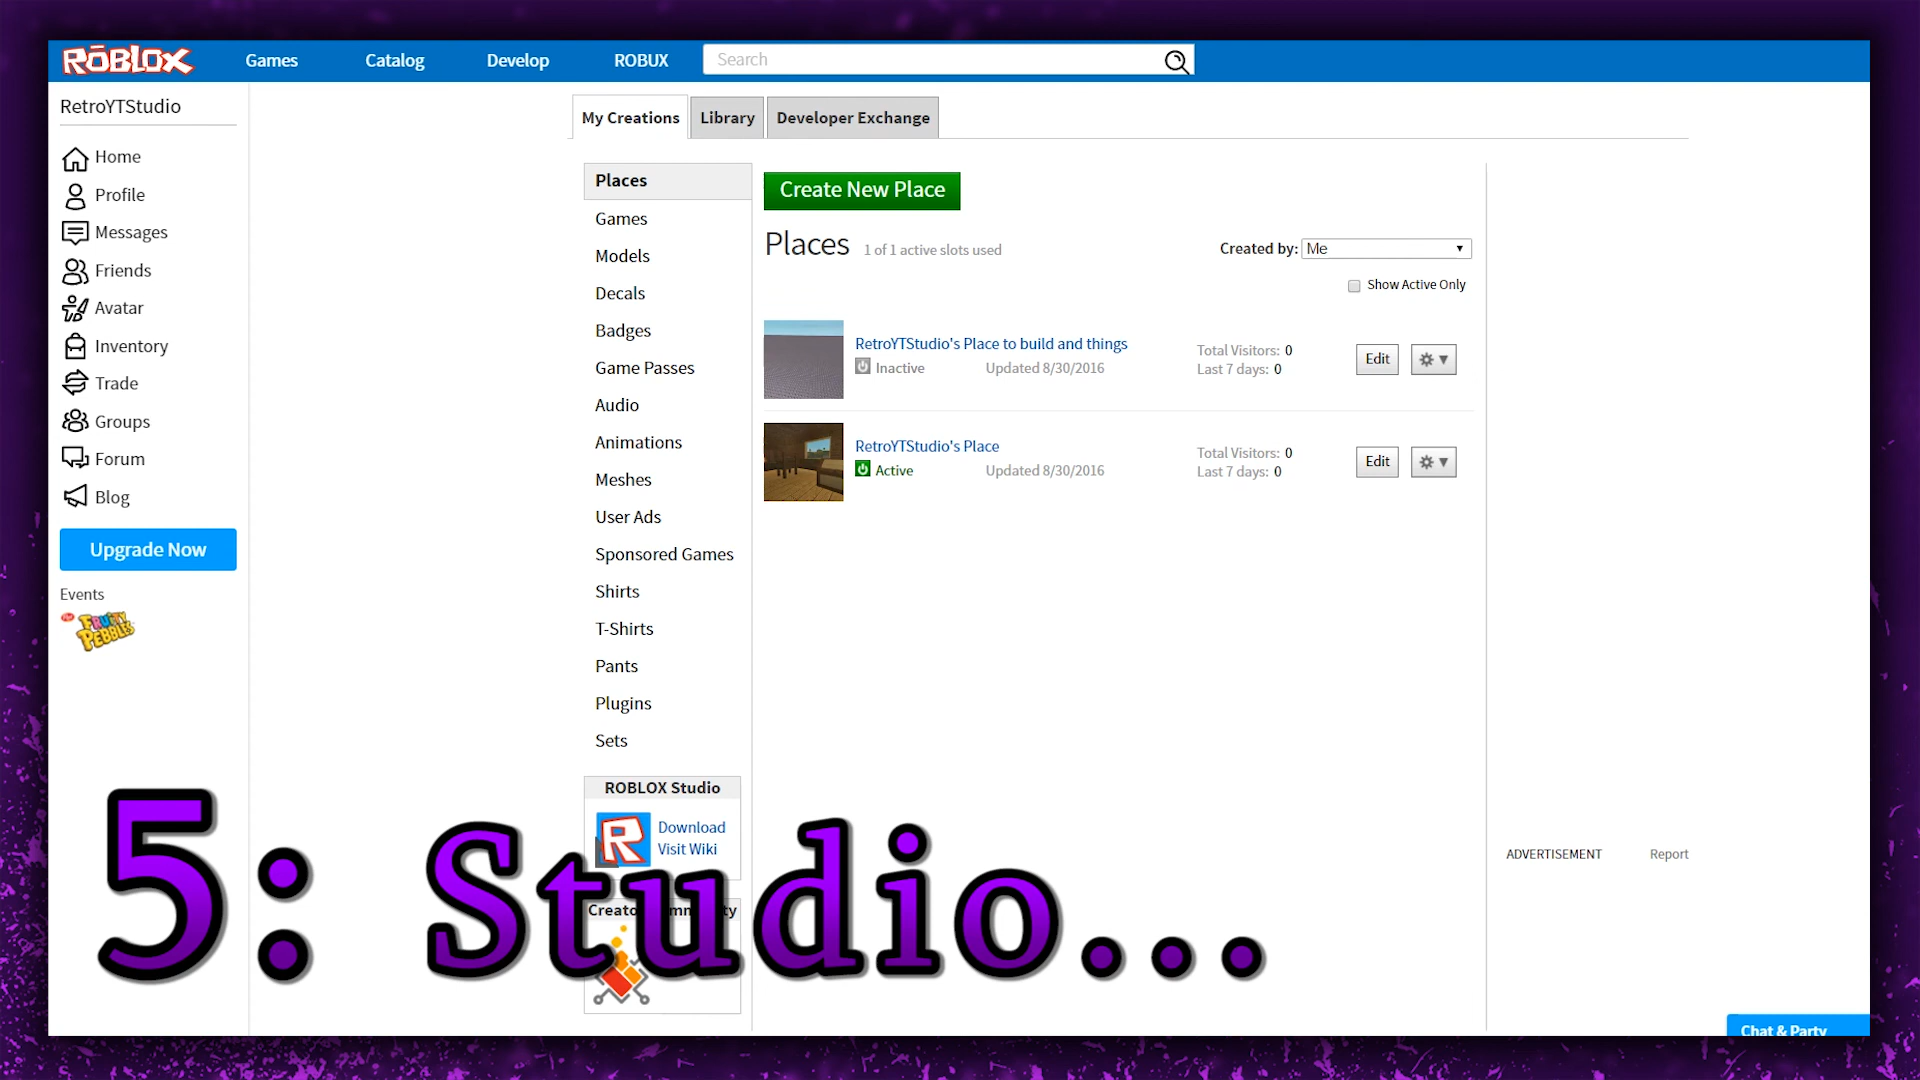 ROBLOX
Games
Catalog
Develop
ROBUX
Search
RetroYTStudio
Home
Profile
Messages
Friends
Avatar
Inventory
Trade
Groups
Forum
Blog
Upgrade Now
Events
FRUITY
PEBBLES
My Creations
Library
Developer Exchange
Places
Games
Models
Decals
Badges
Game Passes
Audio
Animations
Meshes
User Ads
Sponsored Games
Shirts
T-Shirts
Pants
Plugins
Sets
ROBLOX Studio
R
Download
Visit Wiki
Create New Place
Places 1 of 1 active slots used
Created by: Me
Show Active Only
RetroYTStudio's Place to build and things
Inactive Updated 8/30/2016
Total Visitors: 0
Last 7 days: 0
Edit
RetroYTStudio's Place
Active Updated 8/30/2016
Total Visitors: 0
Last 7 days: 0
Edit
ADVERTISEMENT
Report
5: Studio...
Chat & Party